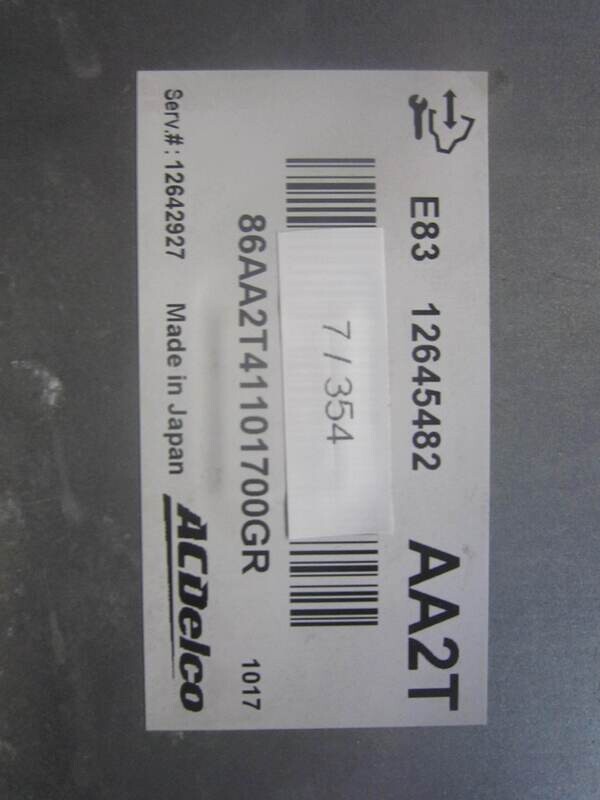 E83 12645482 AA2T
7 / 354
86AA2T41101700GR 1017
Serv.#: 12642927 Made in Japan ACDelco